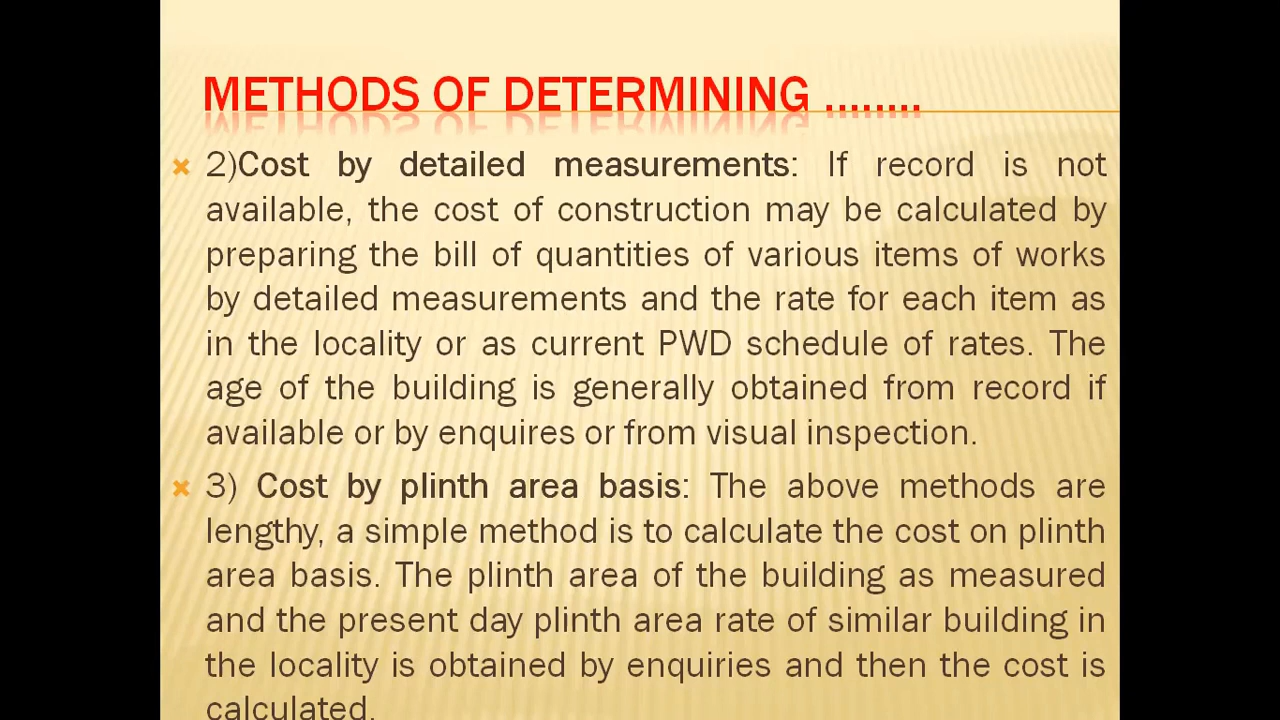 METHODS OF DETERMINING ........
2)Cost by detailed measurements: If record is not
available, the cost of construction may be calculated by
preparing the bill of quantities of various items of works
by detailed measurements and the rate for each item as
in the locality or as current PWD schedule of rates. The
age of the building is generally obtained from record if
available or by enquires or from visual inspection.
3) Cost by plinth area basis: The above methods are
lengthy, a simple method is to calculate the cost on plinth
area basis. The plinth area of the building as measured
and the present day plinth area rate of similar building in
the locality is obtained by enquiries and then the cost is
calculated.